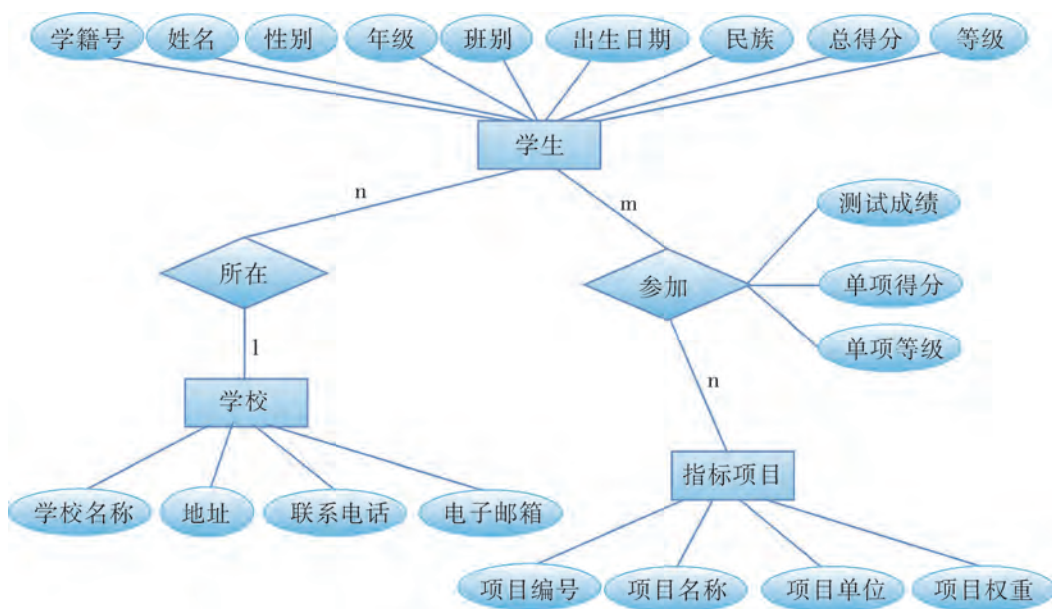 学籍号 姓名 性别 年级 班别 出生日期 民族 总得分 等级
学生
n
m
测试成绩
所在
参加
单项得分
单项等级
1
学校
n
指标项目
学校名称 地址 联系电话 电子邮箱
项目编号 项目名称 项目单位 项目权重